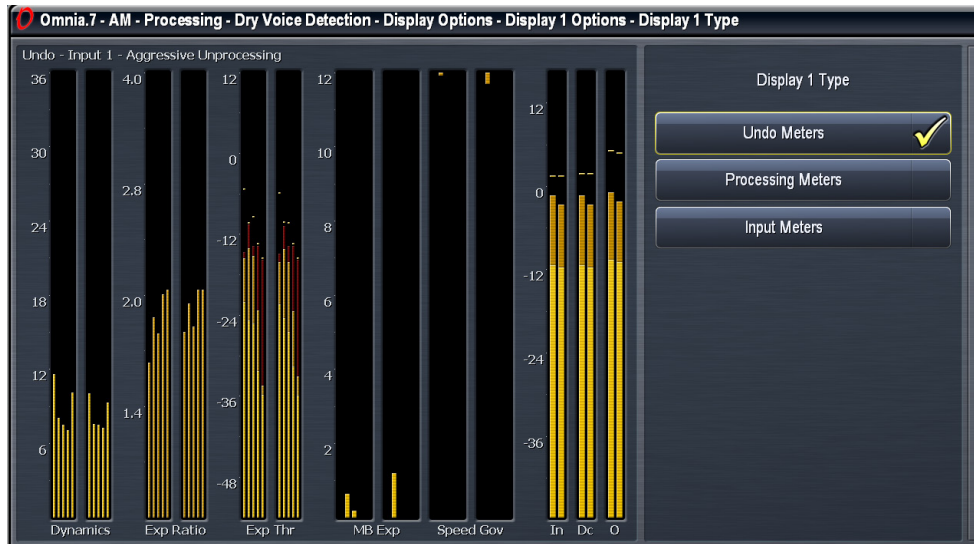 Omnia.7 - AM - Processing - Dry Voice Detection - Display Options - Display 1 Options - Display 1 Type
Undo - Input 1 - Aggressive Unprocessing
36 4.0 12 12 12
30 0 10 0
2.8
24 -12 8 -12
18 2.0 -24 6 -24
12 1.4 -36 4 -36
6 -48 2
Dynamics Exp Ratio Exp Thr MB Exp Speed Gov In Dc O
Display 1 Type
Undo Meters
Processing Meters
Input Meters